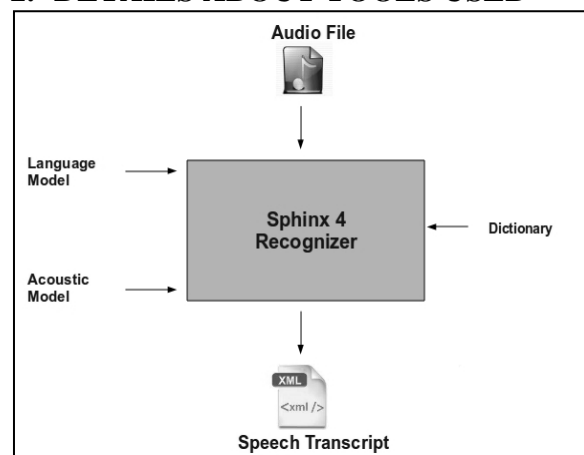 Audio File
Language
Model
Sphinx 4
Recognizer
Dictionary
Acoustic
Model
XML
<xml />
Speech Transcript